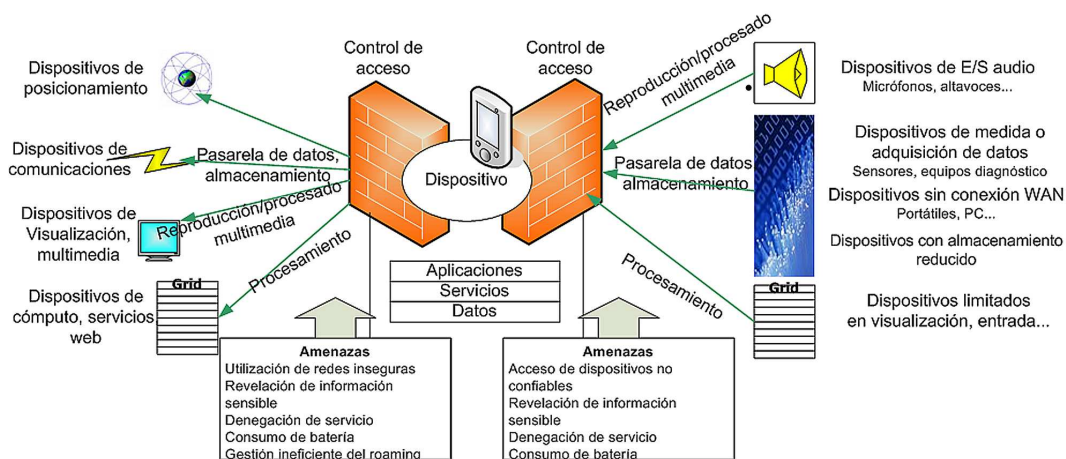 Control de
acceso
Control de
acceso
Dispositivos de
posicionamiento
Dispositivos de
comunicaciones
Pasarela de datos,
almacenamiento
Dispositivos de
Visualización,
multimedia
Reproducción/procesado
multimedia
Procesamiento
Dispositivos de
cómputo, servicios
web
Grid
Dispositivo
Aplicaciones
Servicios
Datos
Reproducción/procesado
multimedia
Pasarela de datos,
almacenamiento
Procesamiento
Dispositivos de E/S audio
Micrófonos, altavoces...
Dispositivos de medida o
adquisición de datos
Sensores, equipos diagnóstico
Dispositivos sin conexión WAN
Portátiles, PC...
Dispositivos con almacenamiento
reducido
Grid
Dispositivos limitados
en visualización, entrada...
Amenazas
Utilización de redes inseguras
Revelación de información
sensible
Denegación de servicio
Consumo de batería
Gestión ineficiente del roaming
Amenazas
Acceso de dispositivos no
confiables
Revelación de información
sensible
Denegación de servicio
Consumo de batería